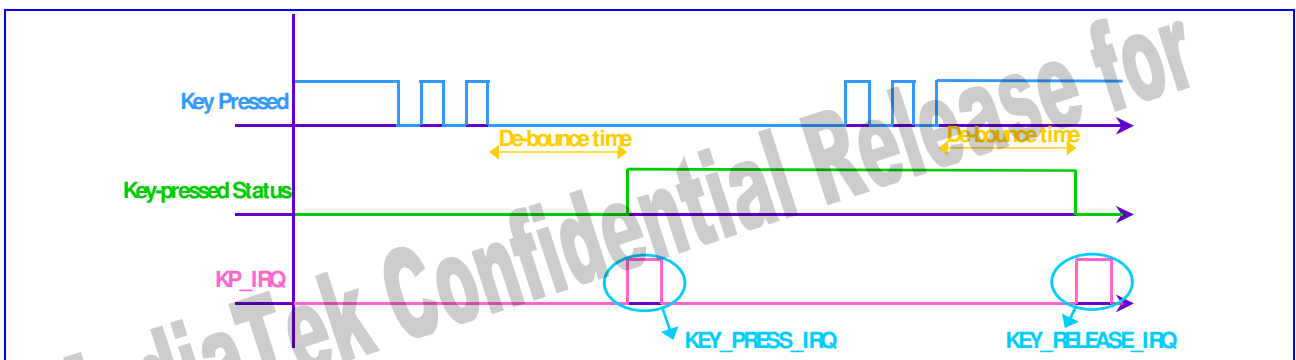 Key Pressed
De-bounce time
De-bounce time
Key-pressed Status
KP_IRQ
KEY_PRESS_IRQ
KEY_RELEASE_IRQ
MediaTek Confidential Release for